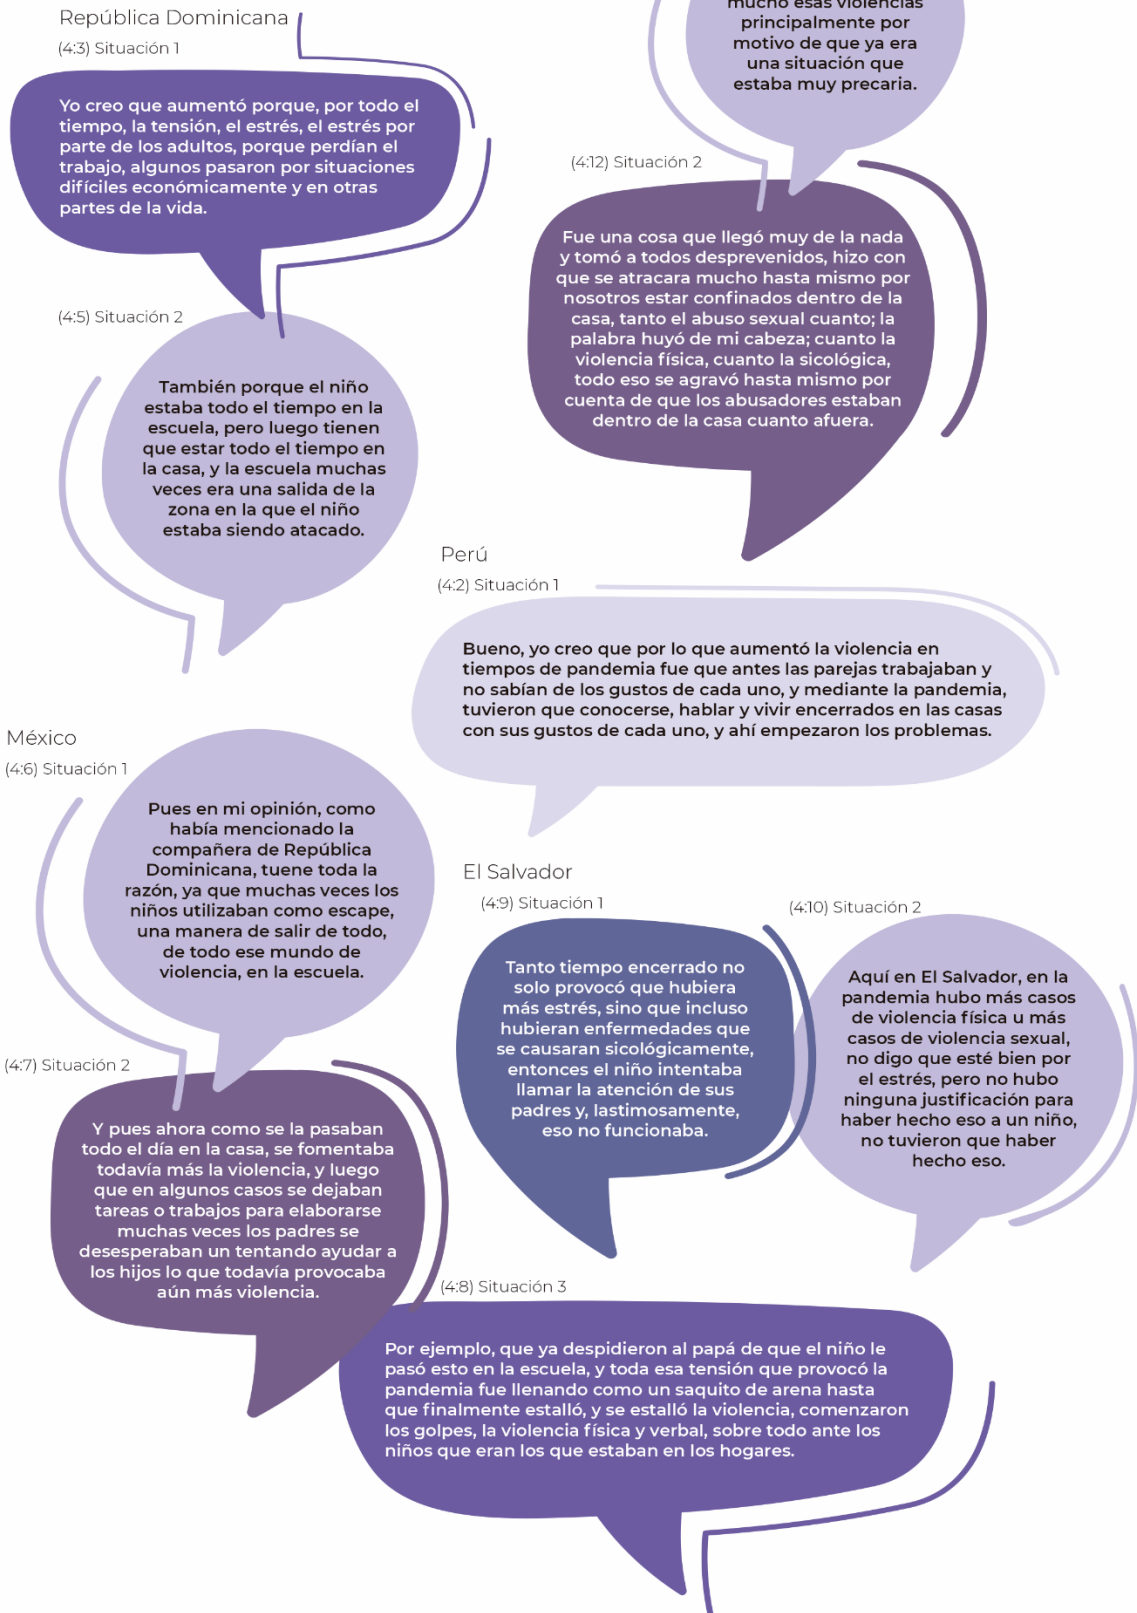 República Dominicana
(4:3) Situación 1
Yo creo que aumentó porque, por todo el
tiempo, la tensión, el estrés, el estrés por
parte de los adultos, porque perdían el
trabajo, algunos pasaron por situaciones
difíciles económicamente y en otras
partes de la vida.
(4:5) Situación 2
También porque el niño
estaba todo el tiempo en la
escuela, pero luego tienen
que estar todo el tiempo en
la casa, y la escuela muchas
veces era una salida de la
zona en la que el niño
estaba siendo atacado.
mucho esas violencias
principalmente por
motivo de que ya era
una situación que
estaba muy precaria.
(4:12) Situación 2
Fue una cosa que llegó muy de la nada
y tomó a todos desprevenidos, hizo con
que se atracara mucho hasta mismo por
nosotros estar confinados dentro de la
casa, tanto el abuso sexual cuanto; la
palabra huyó de mi cabeza; cuanto la
violencia física, cuanto la sicológica,
todo eso se agravó hasta mismo por
cuenta de que los abusadores estaban
dentro de la casa cuanto afuera.
Perú
(4:2) Situación 1
Bueno, yo creo que por lo que aumentó la violencia en
tiempos de pandemia fue que antes las parejas trabajaban y
no sabían de los gustos de cada uno, y mediante la pandemia,
tuvieron que conocerse, hablar y vivir encerrados en las casas
con sus gustos de cada uno, y ahí empezaron los problemas.
México
(4:6) Situación 1
Pues en mi opinión, como
había mencionado la
compañera de República
Dominicana, tuene toda la
razón, ya que muchas veces los
niños utilizaban como escape,
una manera de salir de todo,
de todo ese mundo de
violencia, en la escuela.
(4:7) Situación 2
Y pues ahora como se la pasaban
todo el día en la casa, se fomentaba
todavía más la violencia, y luego
que en algunos casos se dejaban
tareas o trabajos para elaborarse
muchas veces los padres se
desesperaban un tentando ayudar a
los hijos lo que todavía provocaba
aún más violencia.
(4:8) Situación 3
Por ejemplo, que ya despidieron al papá de que el niño le
pasó esto en la escuela, y toda esa tensión que provocó la
pandemia fue llenando como un saquito de arena hasta
que finalmente estalló, y se estalló la violencia, comenzaron
los golpes, la violencia física y verbal, sobre todo ante los
niños que eran los que estaban en los hogares.
El Salvador
(4:9) Situación 1
Tanto tiempo encerrado no
solo provocó que hubiera
más estrés, sino que incluso
hubieran enfermedades que
se causaran sicológicamente,
entonces el niño intentaba
llamar la atención de sus
padres y, lastimosamente,
eso no funcionaba.
(4:10) Situación 2
Aquí en El Salvador, en la
pandemia hubo más casos
de violencia física u más
casos de violencia sexual,
no digo que esté bien por
el estrés, pero no hubo
ninguna justificación para
haber hecho eso a un niño,
no tuvieron que haber
hecho eso.